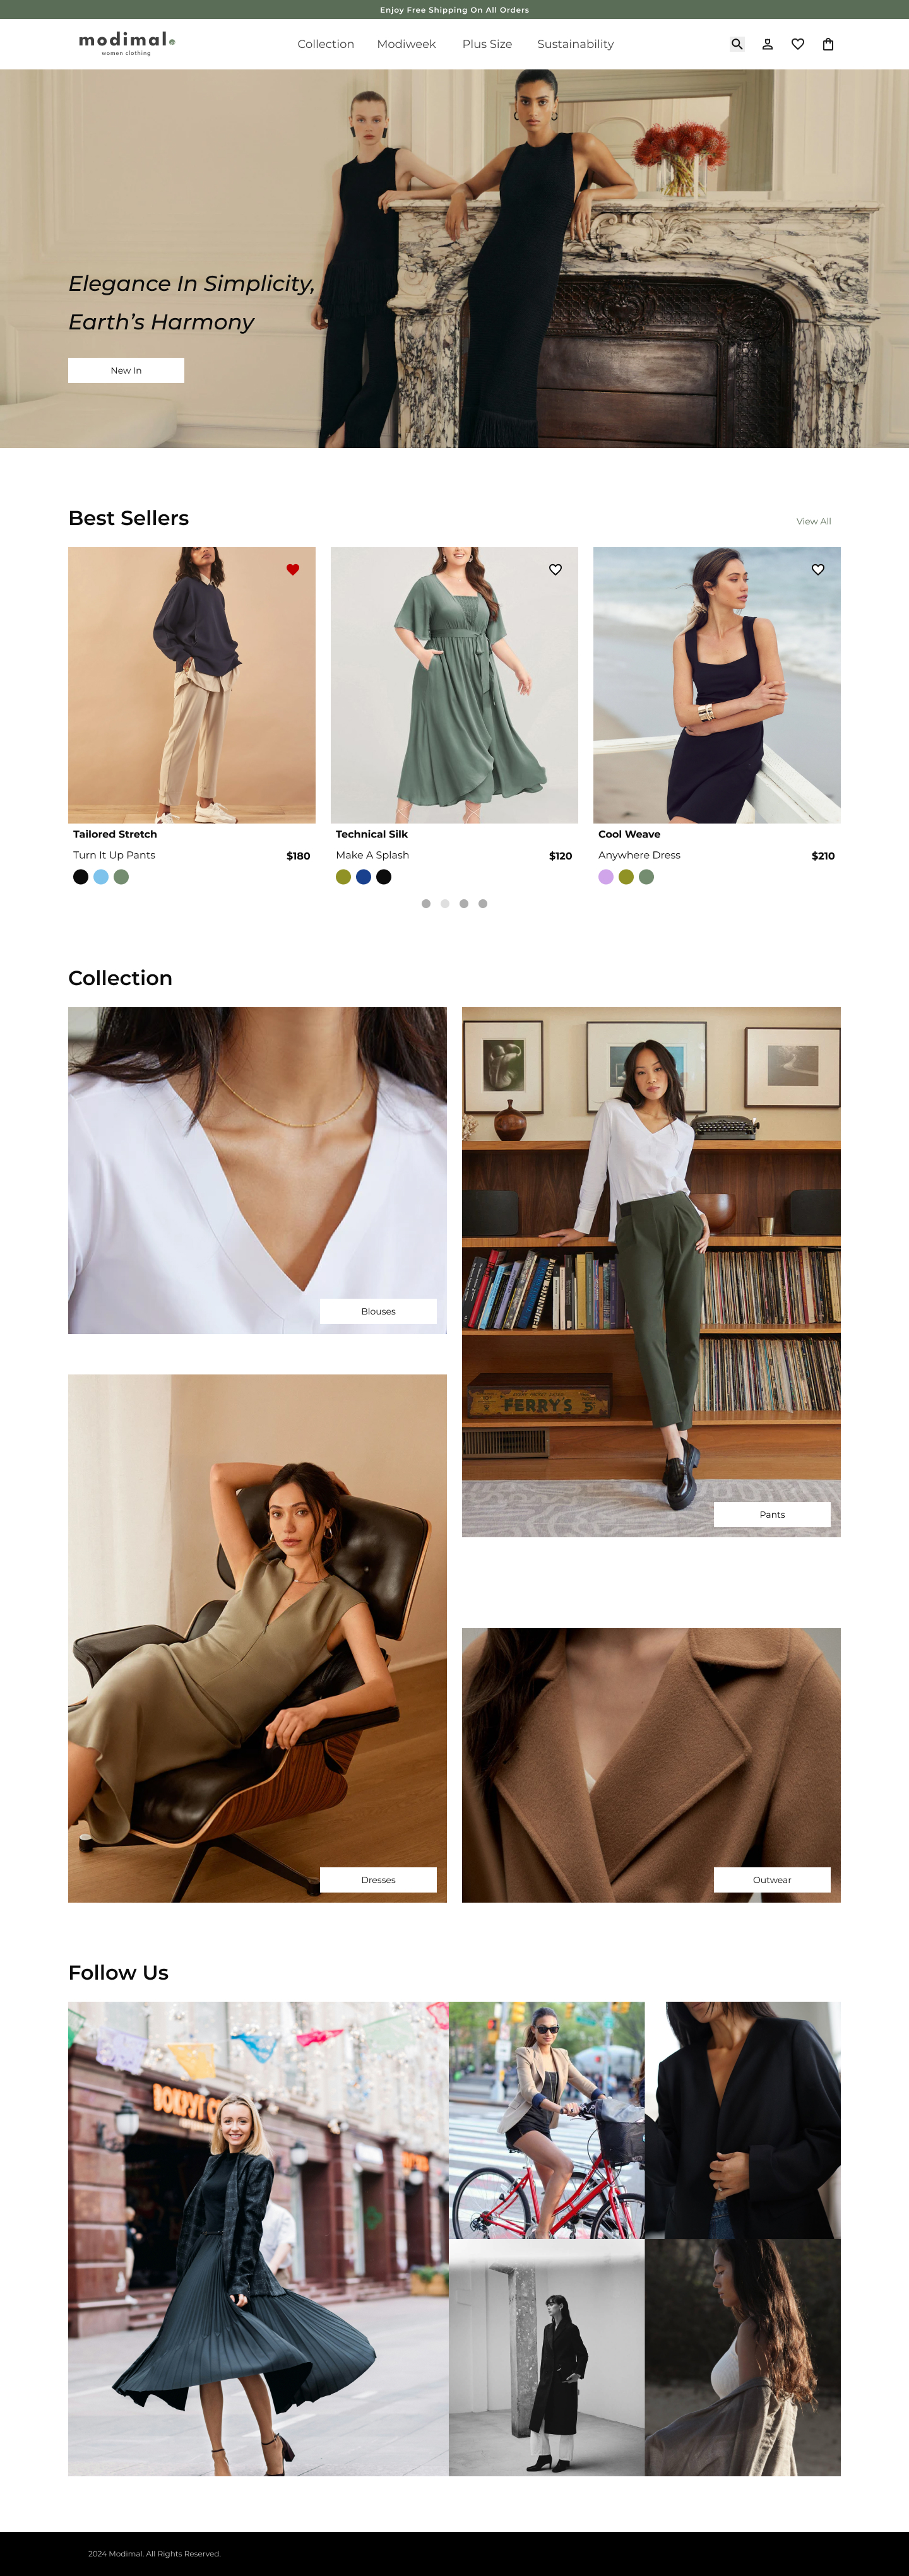 Enjoy Free Shipping On All Orders
modimal
women clothing
Collection Modiweek Plus Size Sustainability
Elegance In Simplicity,
Earth’s Harmony
New In
Best Sellers
View All
Tailored Stretch
Turn It Up Pants
$180
Technical Silk
Make A Splash
$120
Cool Weave
Anywhere Dress
$210
Collection
Blouses
FERRY'S
5
Pants
Dresses
Outwear
Follow Us
2024 Modimal. All Rights Reserved.